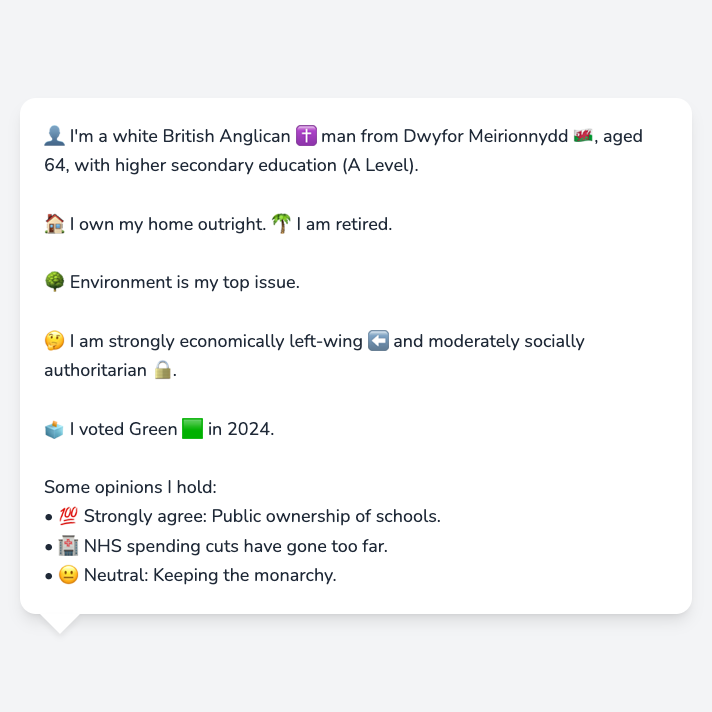 👤 I'm a white British Anglican ✝️ man from Dwyfor Meirionnydd 🏴󠁧󠁢󠁷󠁬󠁳󠁿, aged
64, with higher secondary education (A Level).
🏠 I own my home outright. 🌴 I am retired.
🌳 Environment is my top issue.
🤔 I am strongly economically left-wing ⬅️ and moderately socially
authoritarian 🔒.
🗳️ I voted Green 🟩 in 2024.
Some opinions I hold:
• 💯 Strongly agree: Public ownership of schools.
• 🏥 NHS spending cuts have gone too far.
• 😐 Neutral: Keeping the monarchy.